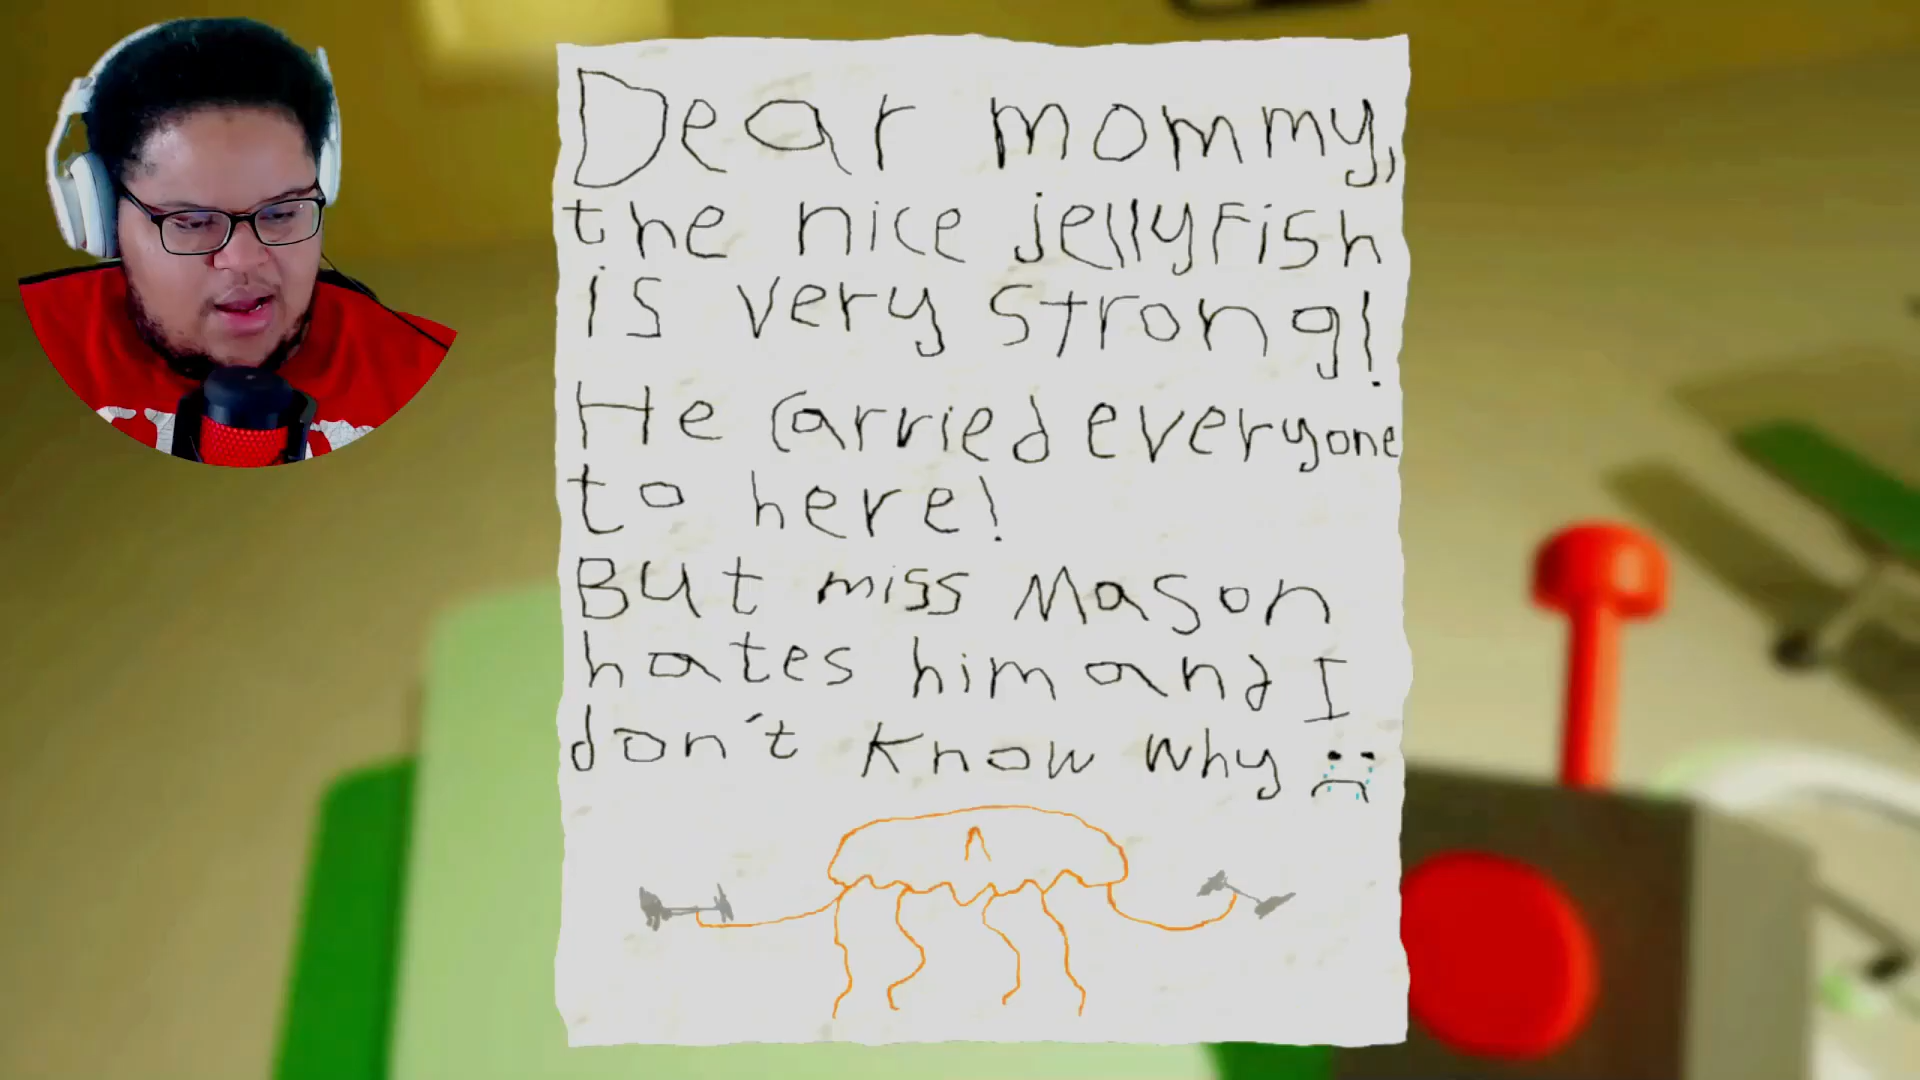 Dear mommy,
the nice jellyfish
is very strong!
He carried everyone
to here!
But miss Mason
hates him and I
don't know why